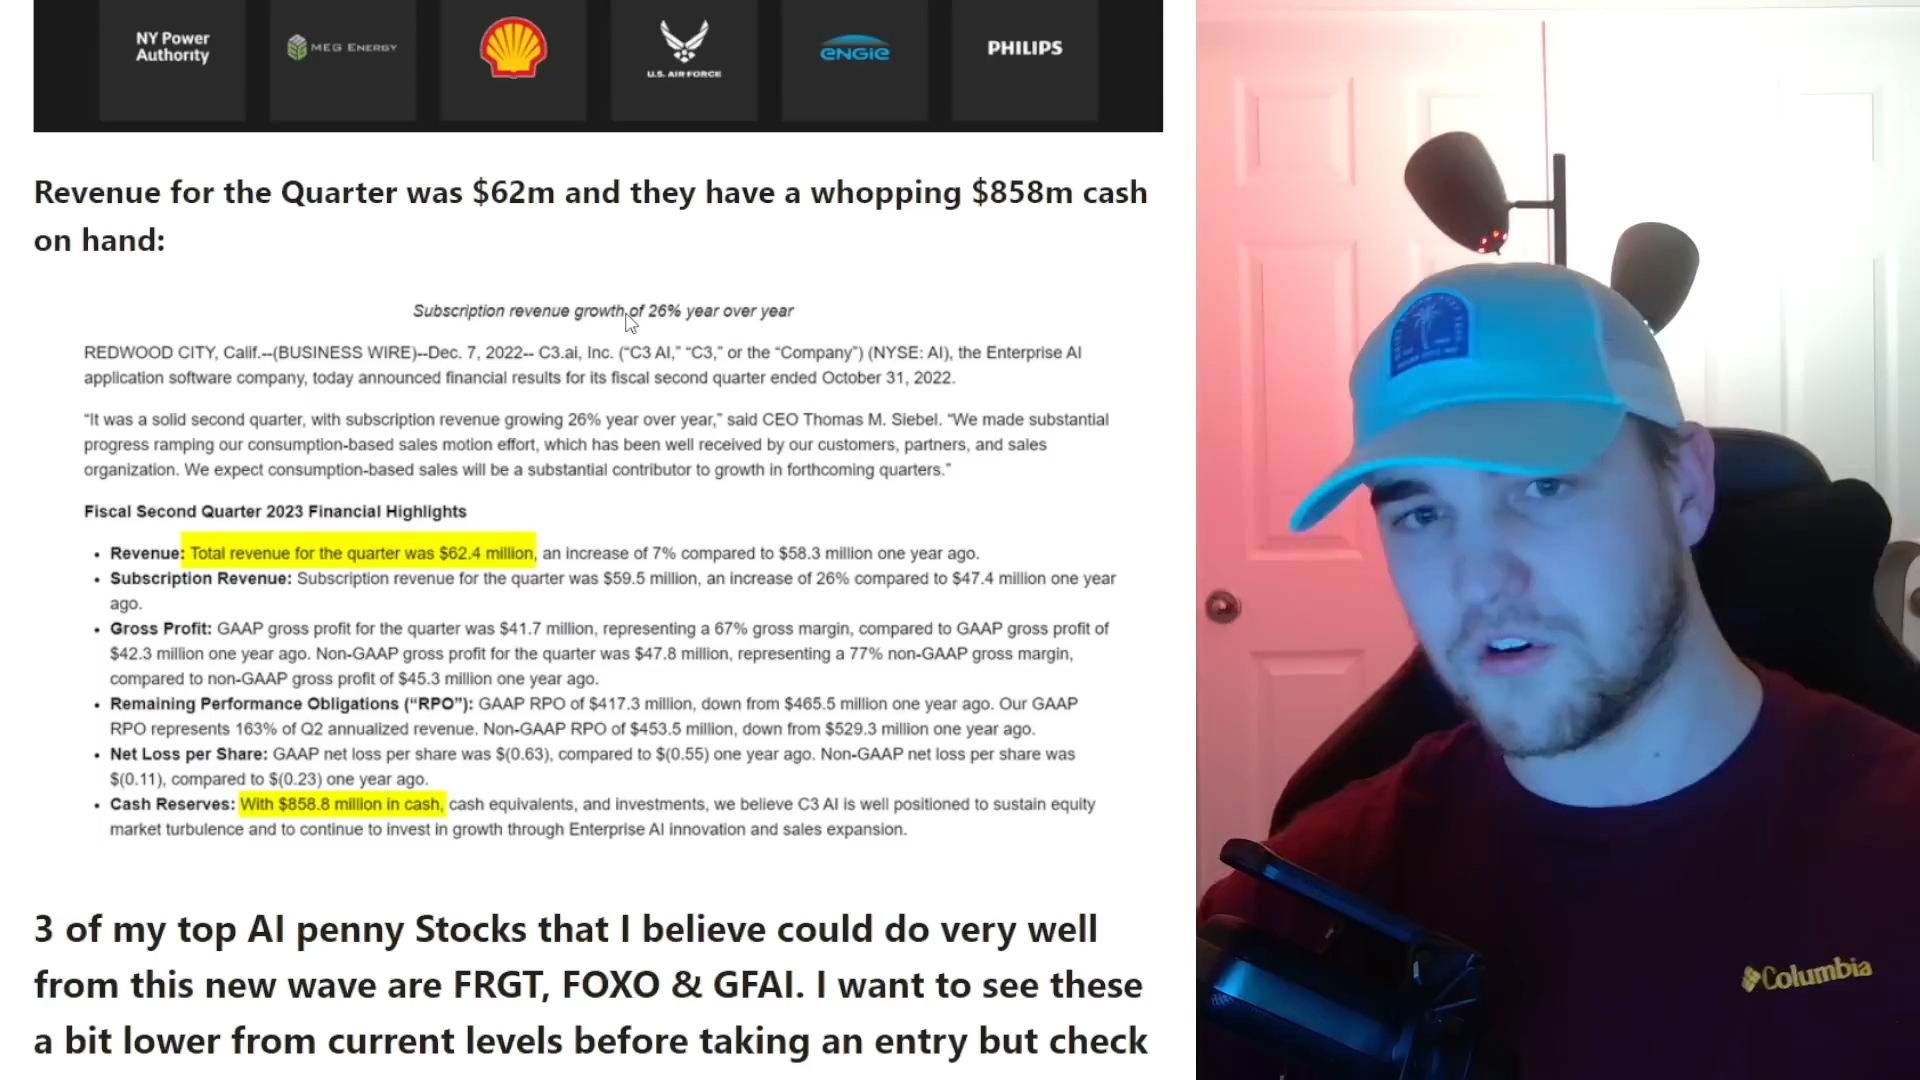 NY Power
Authority
MEG ENERGY
U.S. AIR FORCE
ENGIE
PHILIPS
Revenue for the Quarter was $62m and they have a whopping $858m cash
on hand:
Subscription revenue growth of 26% year over year
REDWOOD CITY, Calif.--(BUSINESS WIRE)--Dec. 7, 2022-- C3.ai, Inc. (“C3 AI,” “C3,” or the “Company”) (NYSE: AI), the Enterprise AI
application software company, today announced financial results for its fiscal second quarter ended October 31, 2022.
“It was a solid second quarter, with subscription revenue growing 26% year over year,” said CEO Thomas M. Siebel. “We made substantial
progress ramping our consumption-based sales motion effort, which has been well received by our customers, partners, and sales
organization. We expect consumption-based sales will be a substantial contributor to growth in forthcoming quarters.”
Fiscal Second Quarter 2023 Financial Highlights
• Revenue: Total revenue for the quarter was $62.4 million, an increase of 7% compared to $58.3 million one year ago.
• Subscription Revenue: Subscription revenue for the quarter was $59.5 million, an increase of 26% compared to $47.4 million one year
ago.
• Gross Profit: GAAP gross profit for the quarter was $41.7 million, representing a 67% gross margin, compared to GAAP gross profit of
$42.3 million one year ago. Non-GAAP gross profit for the quarter was $47.8 million, representing a 77% non-GAAP gross margin,
compared to non-GAAP gross profit of $45.3 million one year ago.
• Remaining Performance Obligations (“RPO”): GAAP RPO of $417.3 million, down from $465.5 million one year ago. Our GAAP
RPO represents 163% of Q2 annualized revenue. Non-GAAP RPO of $453.5 million, down from $529.3 million one year ago.
• Net Loss per Share: GAAP net loss per share was $(0.63), compared to $(0.55) one year ago. Non-GAAP net loss per share was
$(0.11), compared to $(0.23) one year ago.
• Cash Reserves: With $858.8 million in cash, cash equivalents, and investments, we believe C3 AI is well positioned to sustain equity
market turbulence and to continue to invest in growth through Enterprise AI innovation and sales expansion.
3 of my top AI penny Stocks that I believe could do very well
from this new wave are FRGT, FOXO & GFAI. I want to see these
a bit lower from current levels before taking an entry but check
Columbia